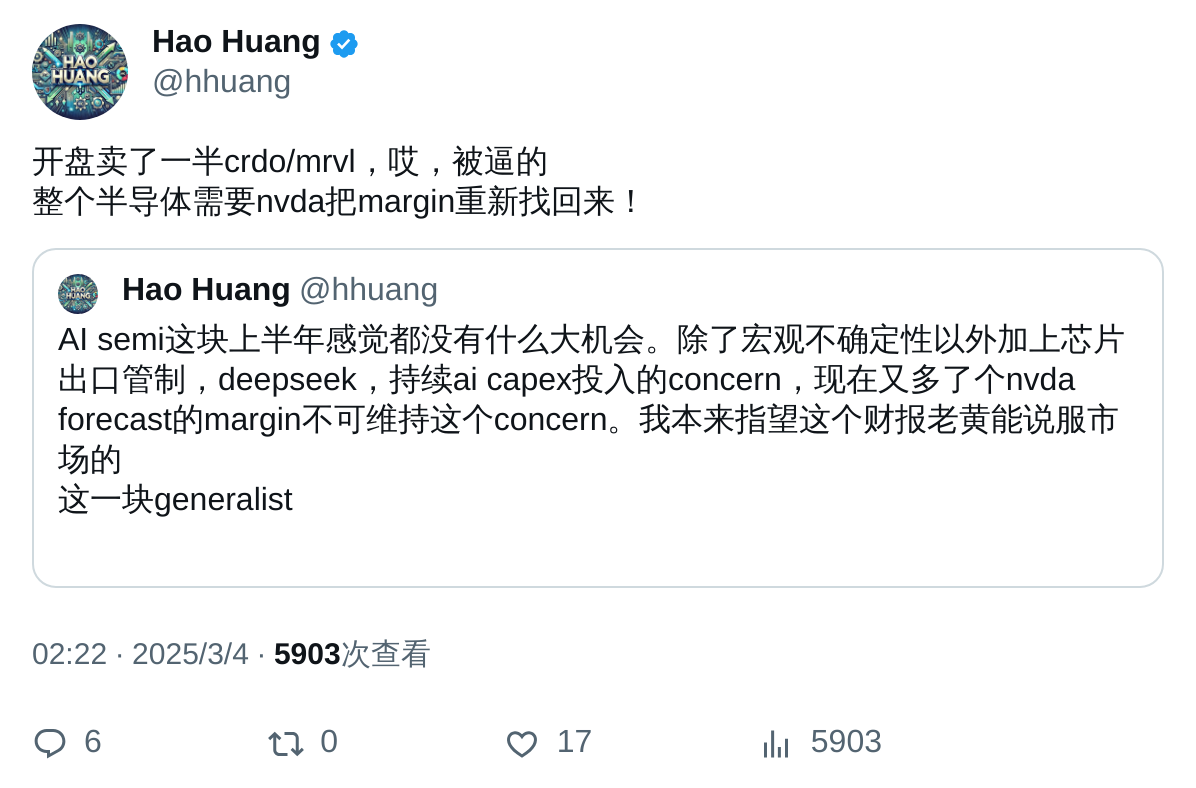 HAO
HUANG
Hao Huang
@hhuang
开盘卖了一半crdo/mrvl，哎，被逼的
整个半导体需要nvda把margin重新找回来！
HAO
HUANG
Hao Huang @hhuang
AI semi这块上半年感觉都没有什么大机会。除了宏观不确定性以外加上芯片
出口管制，deepseek，持续ai capex投入的concern，现在又多了个nvda
forecast的margin不可维持这个concern。我本来指望这个财报老黄能说服市
场的
这一块generalist
02:22 · 2025/3/4 · 5903次查看
6 0 17 5903